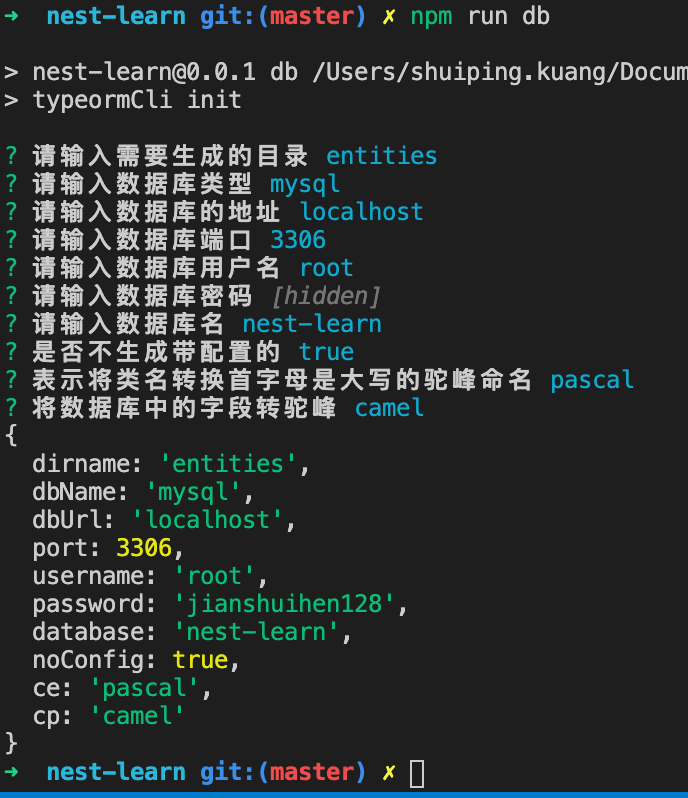 ➜  nest-learn git:(master) ✗ npm run db
> nest-learn@0.0.1 db /Users/shuiping.kuang/Docum
> typeormCli init
? 请输入需要生成的目录 entities
? 请输入数据库类型 mysql
? 请输入数据库的地址 localhost
? 请输入数据库端口 3306
? 请输入数据库用户名 root
? 请输入数据库密码 [hidden]
? 请输入数据库名 nest-learn
? 是否不生成带配置的 true
? 表示将类名转换首字母是大写的驼峰命名 pascal
? 将数据库中的字段转驼峰 camel
{
  dirname: 'entities',
  dbName: 'mysql',
  dbUrl: 'localhost',
  port: 3306,
  username: 'root',
  password: 'jianshuihen128',
  database: 'nest-learn',
  noConfig: true,
  ce: 'pascal',
  cp: 'camel'
}
➜  nest-learn git:(master) ✗